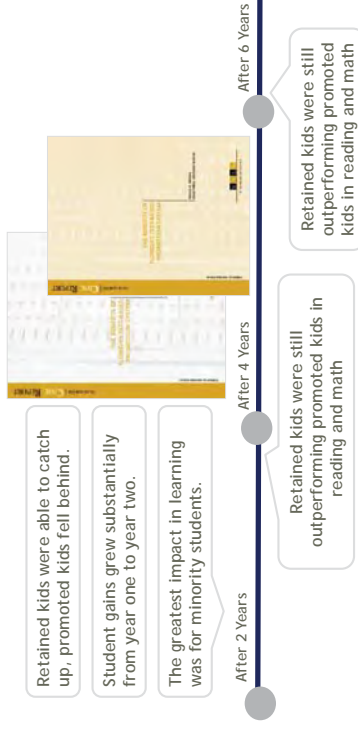 Retained kids were able to catch
up, promoted kids fell behind.
Student gains grew substantially
from year one to year two.
The greatest impact in learning
was for minority students.
After 2 Years
After 4 Years
Retained kids were still
outperforming promoted kids in
reading and math
After 6 Years
Retained kids were still
outperforming promoted
kids in reading and math